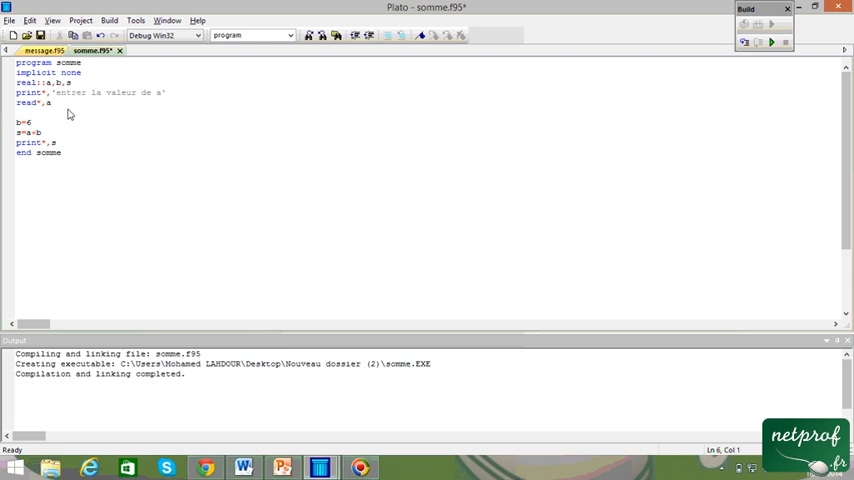 Plato - somme.f95*
Build
File Edit View Project Build Tools Window Help
Debug Win32
program
message.f95
somme.f95*
program somme
implicit none
real::a,b,s
print*,'entrer la valeur de a'
read*,a
b=6
s=a+b
print*,s
end somme
Output
Compiling and linking file: somme.f95
Creating executable: C:\Users\Mohamed LAHDOUR\Desktop\Nouveau dossier (2)\somme.EXE
Compilation and linking completed.
Ready
Ln 6, Col 1
netprof
.fr